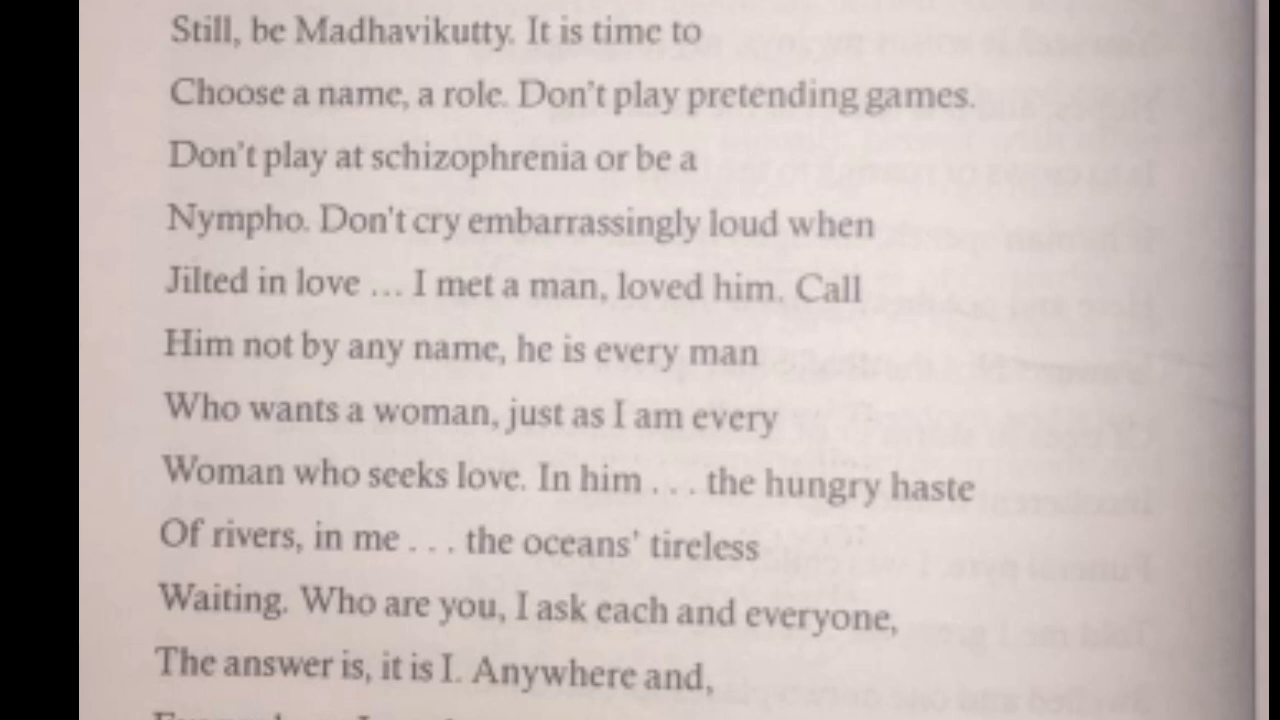 Still, be Madhavikutty. It is time to
Choose a name, a role. Don't play pretending games.
Don't play at schizophrenia or be a
Nympho. Don't cry embarrassingly loud when
Jilted in love ... I met a man, loved him. Call
Him not by any name, he is every man
Who wants a woman, just as I am every
Woman who seeks love. In him . . . the hungry haste
Of rivers, in me . . . the oceans' tireless
Waiting. Who are you, I ask each and everyone,
The answer is, it is I. Anywhere and,